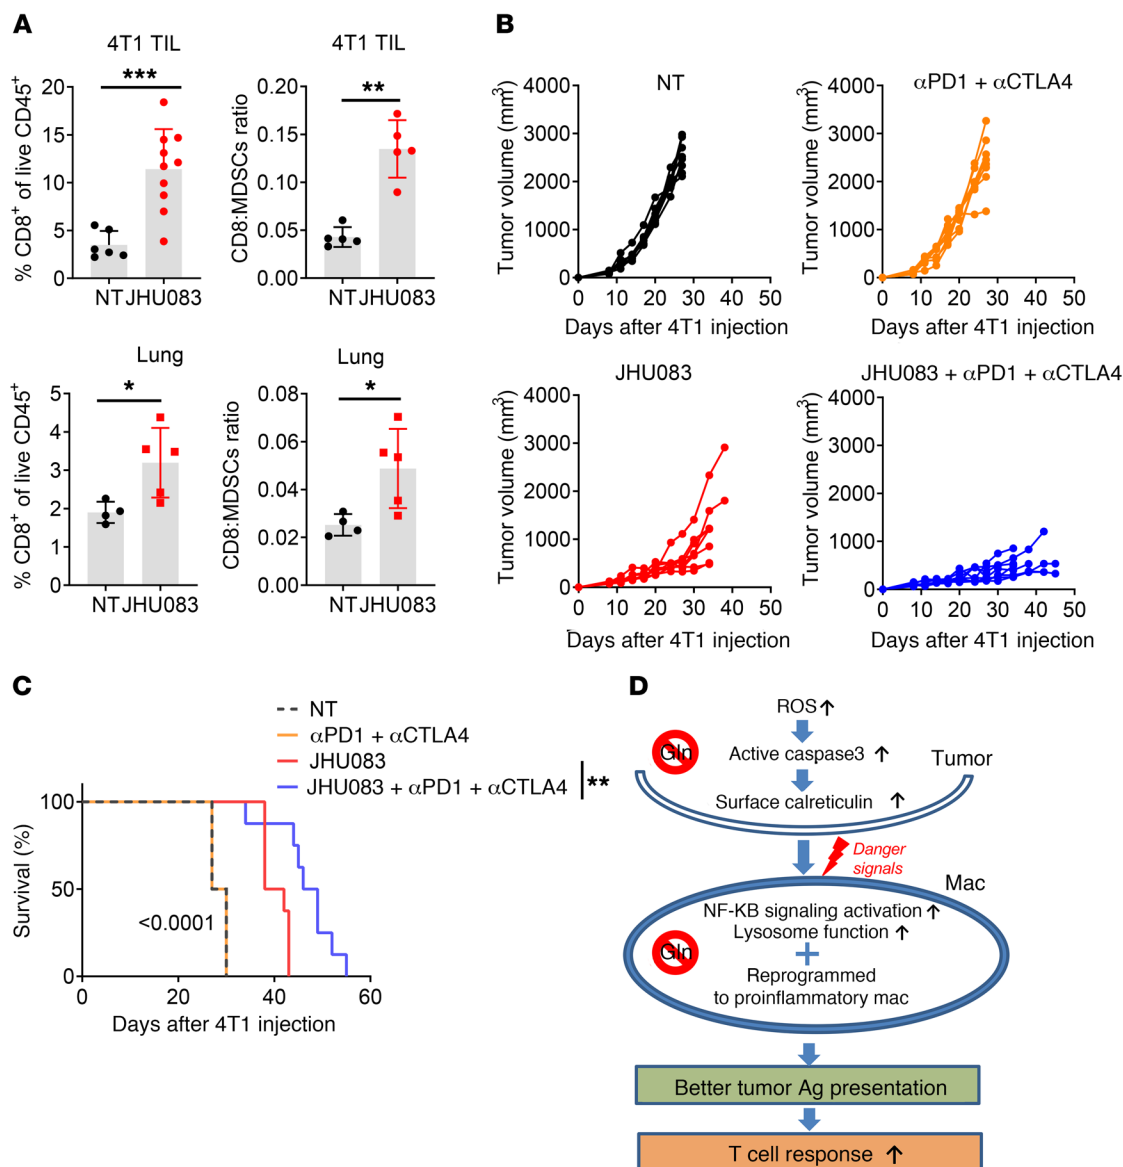 A
4T1 TIL
***
% CD8+ of live CD45+
20
15
10
5
0
NT JHU083
4T1 TIL
**
CD8:MDSCs ratio
0.20
0.15
0.10
0.05
0.00
NT JHU083
Lung
*
% CD8+ of live CD45+
5
4
3
2
1
0
NT JHU083
Lung
*
CD8:MDSCs ratio
0.08
0.06
0.04
0.02
0.00
NT JHU083
B
NT
Tumor volume (mm3)
4000
3000
2000
1000
0
0 10 20 30 40 50
Days after 4T1 injection
αPD1 + αCTLA4
Tumor volume (mm3)
4000
3000
2000
1000
0
0 10 20 30 40 50
Days after 4T1 injection
JHU083
Tumor volume (mm3)
4000
3000
2000
1000
0
0 10 20 30 40 50
Days after 4T1 injection
JHU083 + αPD1 + αCTLA4
Tumor volume (mm3)
4000
3000
2000
1000
0
0 10 20 30 40 50
Days after 4T1 injection
C
NT
αPD1 + αCTLA4
JHU083
JHU083 + αPD1 + αCTLA4
**
Survival (%)
100
50
0
<0.0001
0 20 40 60
Days after 4T1 injection
D
ROS ↑
Gln
Active caspase3 ↑
Tumor
Surface calreticulin ↑
Danger
signals
Mac
NF-KB signaling activation ↑
Lysosome function ↑
Gln
+
Reprogrammed
to proinflammatory mac
Better tumor Ag presentation
T cell response ↑